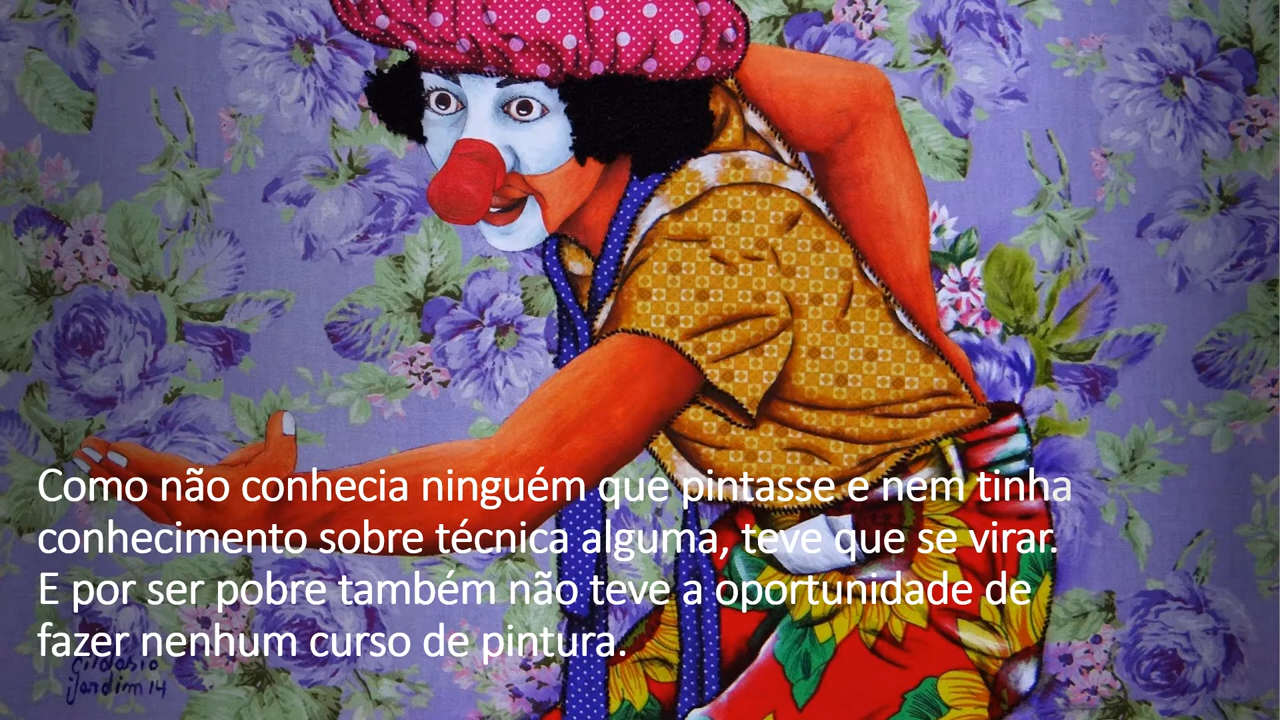 Como não conhecia ninguém que pintasse e nem tinha
conhecimento sobre técnica alguma, teve que se virar.
E por ser pobre também não teve a oportunidade de
fazer nenhum curso de pintura.
Gildásio
Jardim 14